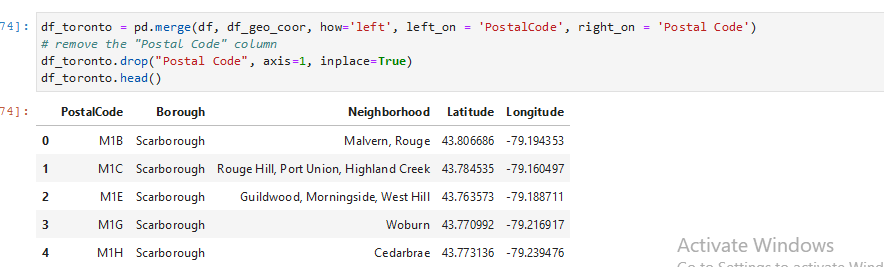 74]: df_toronto = pd.merge(df, df_geo_coor, how='left', left_on = 'PostalCode', right_on = 'Postal Code')
# remove the "Postal Code" column
df_toronto.drop("Postal Code", axis=1, inplace=True)
df_toronto.head()
74]: PostalCode Borough Neighborhood Latitude Longitude
0 M1B Scarborough Malvern, Rouge 43.806686 -79.194353
1 M1C Scarborough Rouge Hill, Port Union, Highland Creek 43.784535 -79.160497
2 M1E Scarborough Guildwood, Morningside, West Hill 43.763573 -79.188711
3 M1G Scarborough Woburn 43.770992 -79.216917
4 M1H Scarborough Cedarbrae 43.773136 -79.239476
Activate Windows
Go to Settings to activate Wind